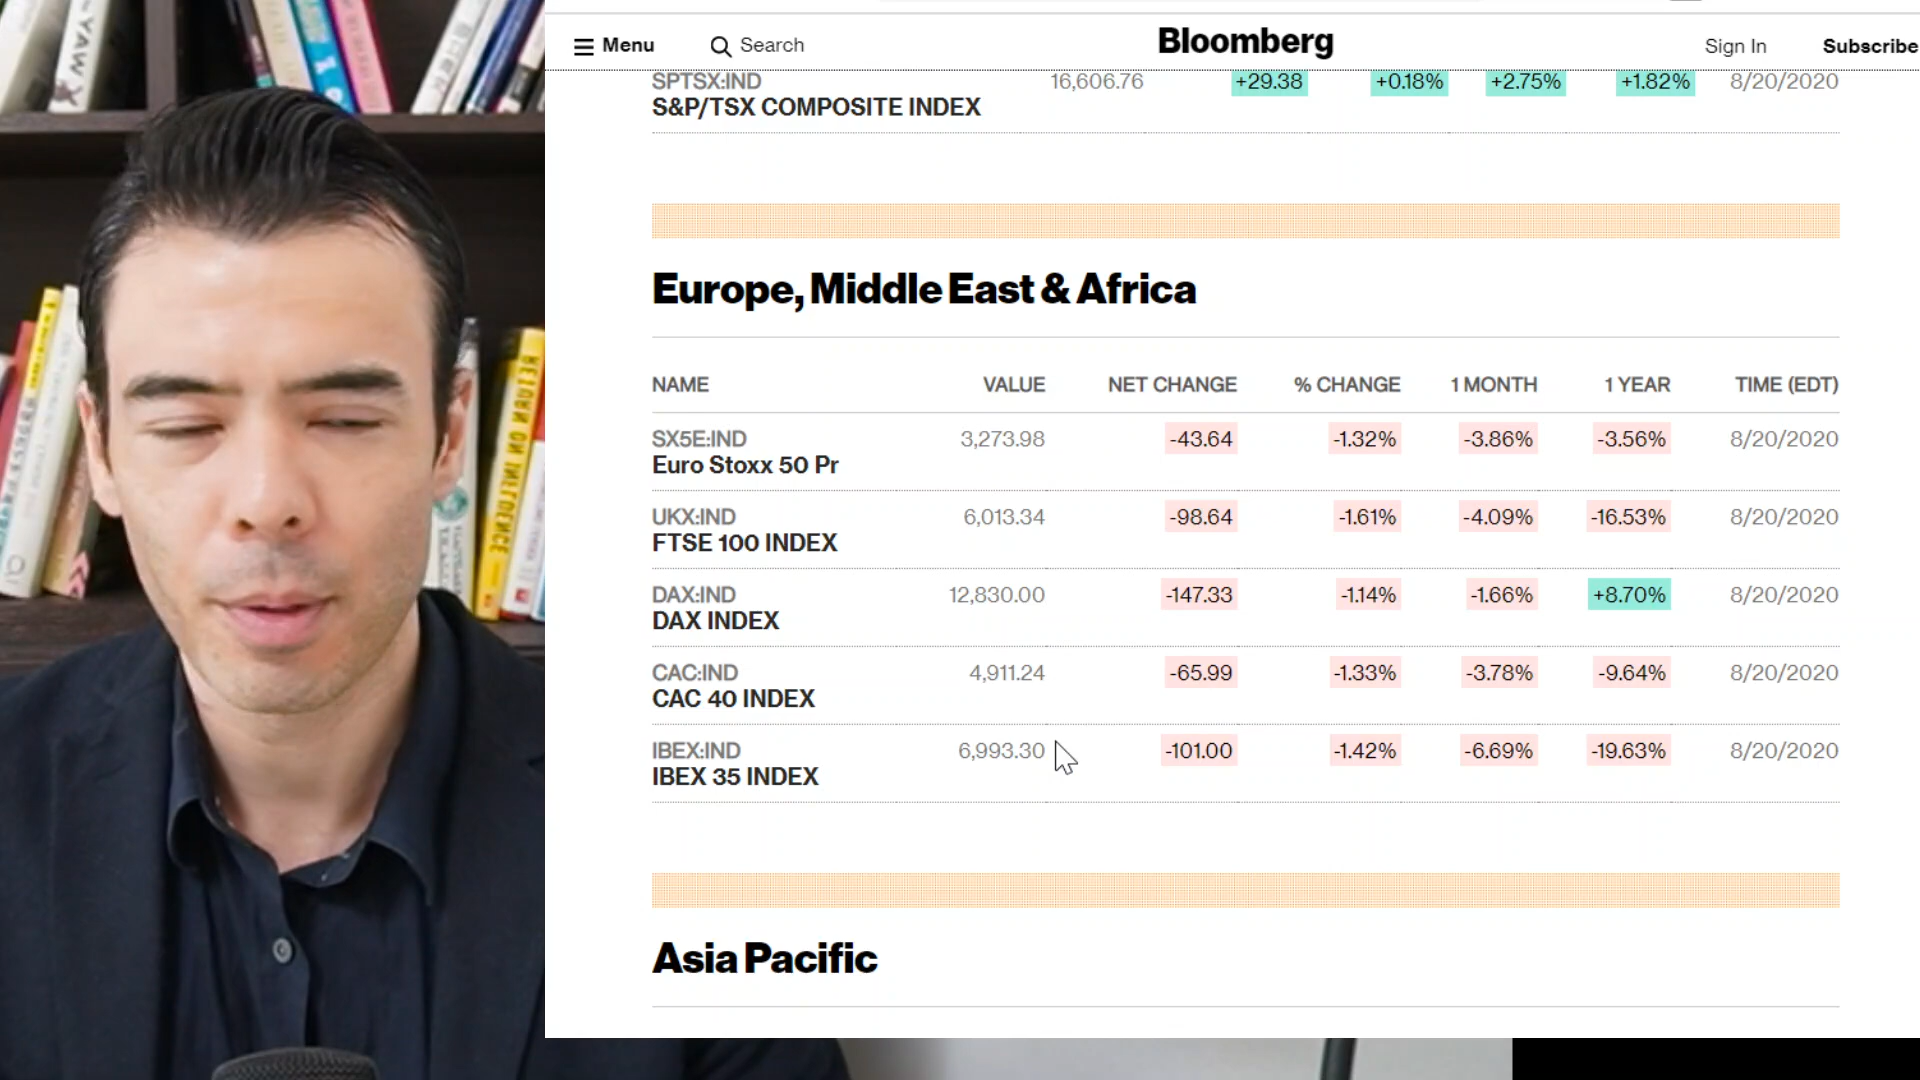 Menu
Search
Bloomberg
Sign In
Subscribe
SPTSX:IND 16,606.76 +29.38 +0.18% +2.75% +1.82% 8/20/2020
S&P/TSX COMPOSITE INDEX
Europe, Middle East & Africa
NAME VALUE NET CHANGE % CHANGE 1 MONTH 1 YEAR TIME (EDT)
SX5E:IND 3,273.98 -43.64 -1.32% -3.86% -3.56% 8/20/2020
Euro Stoxx 50 Pr
UKX:IND 6,013.34 -98.64 -1.61% -4.09% -16.53% 8/20/2020
FTSE 100 INDEX
DAX:IND 12,830.00 -147.33 -1.14% -1.66% +8.70% 8/20/2020
DAX INDEX
CAC:IND 4,911.24 -65.99 -1.33% -3.78% -9.64% 8/20/2020
CAC 40 INDEX
IBEX:IND 6,993.30 -101.00 -1.42% -6.69% -19.63% 8/20/2020
IBEX 35 INDEX
Asia Pacific
YAW
RETURN ON INFLUENCE